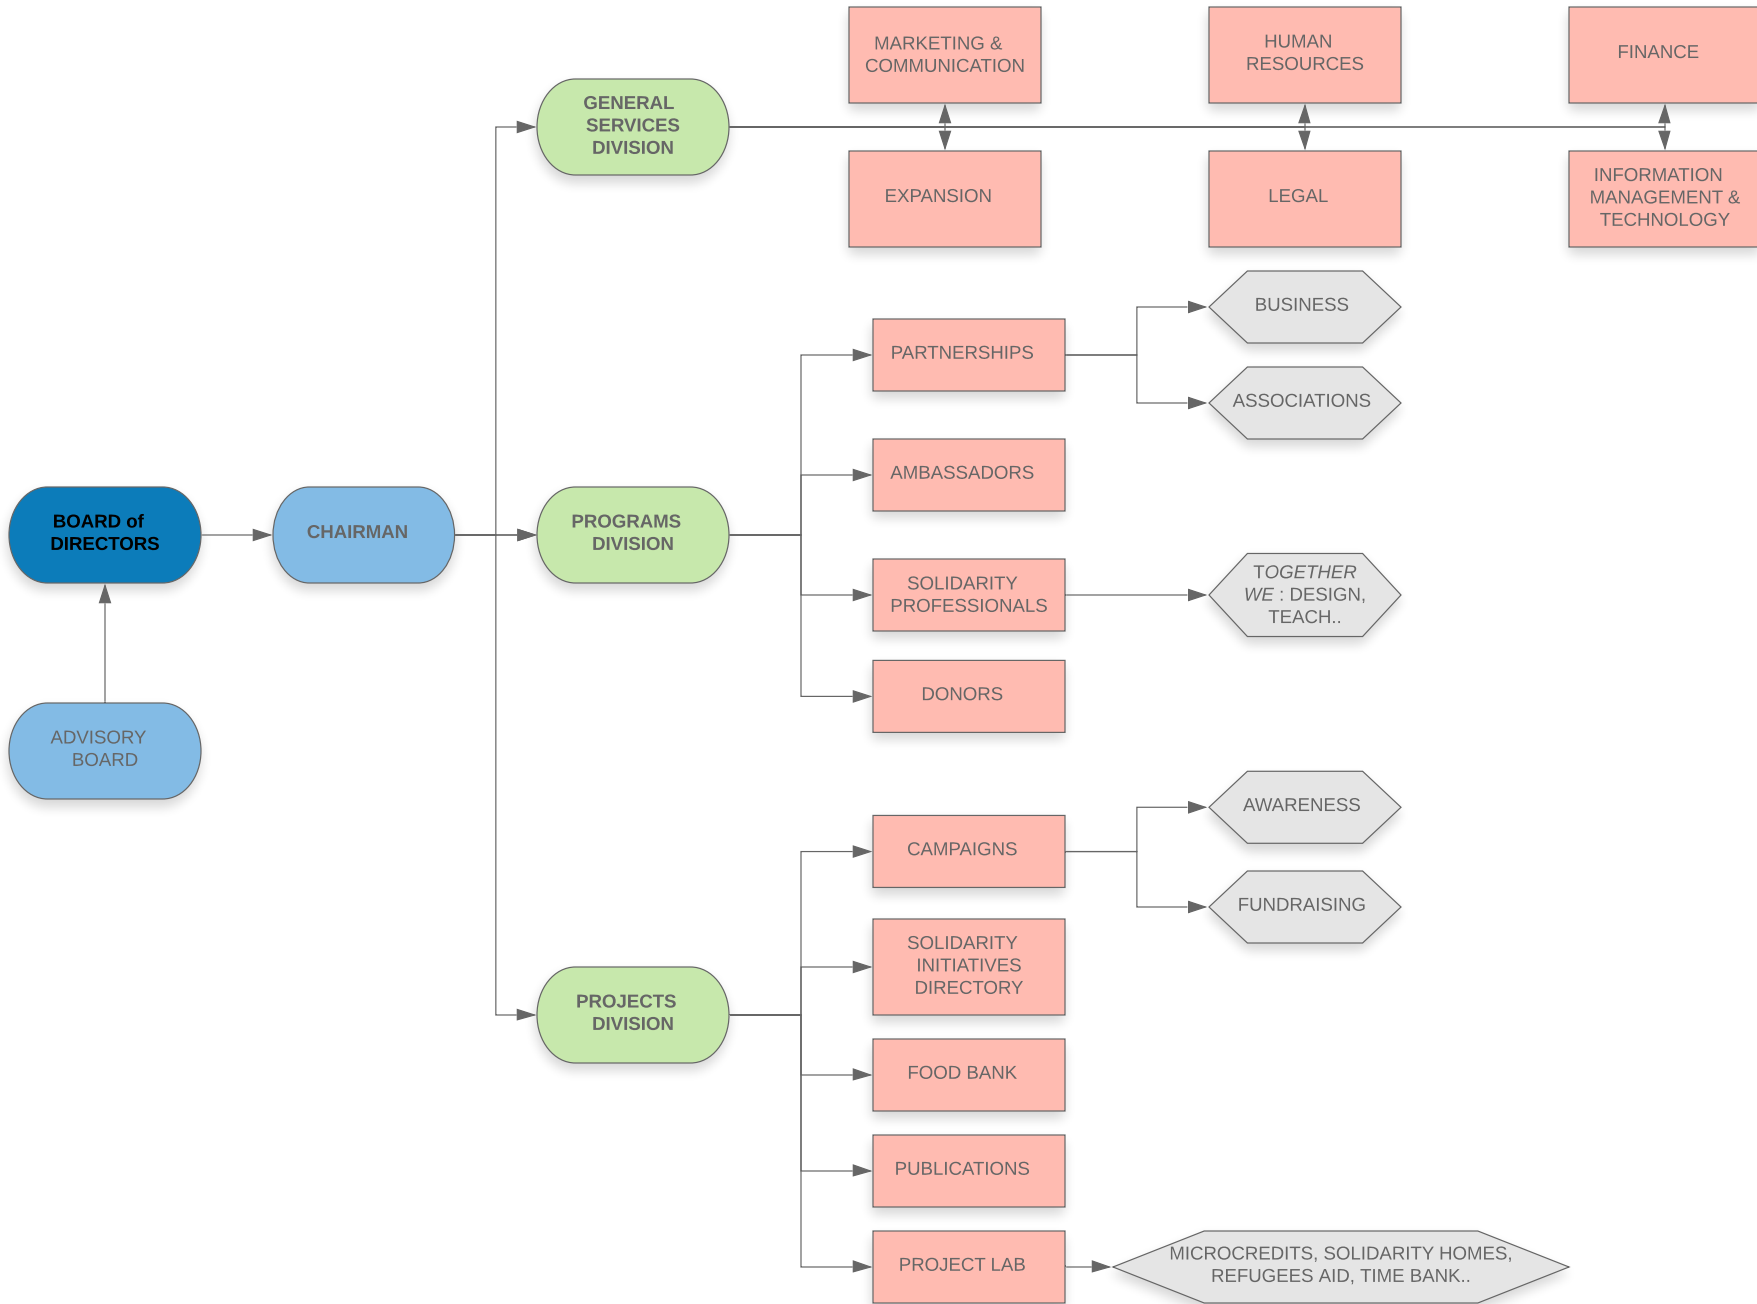 MARKETING &
COMMUNICATION
HUMAN
RESOURCES
FINANCE
GENERAL
SERVICES
DIVISION
EXPANSION
LEGAL
INFORMATION
MANAGEMENT &
TECHNOLOGY
BUSINESS
PARTNERSHIPS
ASSOCIATIONS
AMBASSADORS
BOARD of
DIRECTORS
CHAIRMAN
PROGRAMS
DIVISION
SOLIDARITY
PROFESSIONALS
TOGETHER
WE : DESIGN,
TEACH..
DONORS
ADVISORY
BOARD
AWARENESS
CAMPAIGNS
FUNDRAISING
SOLIDARITY
INITIATIVES
DIRECTORY
PROJECTS
DIVISION
FOOD BANK
PUBLICATIONS
PROJECT LAB
MICROCREDITS, SOLIDARITY HOMES,
REFUGEES AID, TIME BANK..